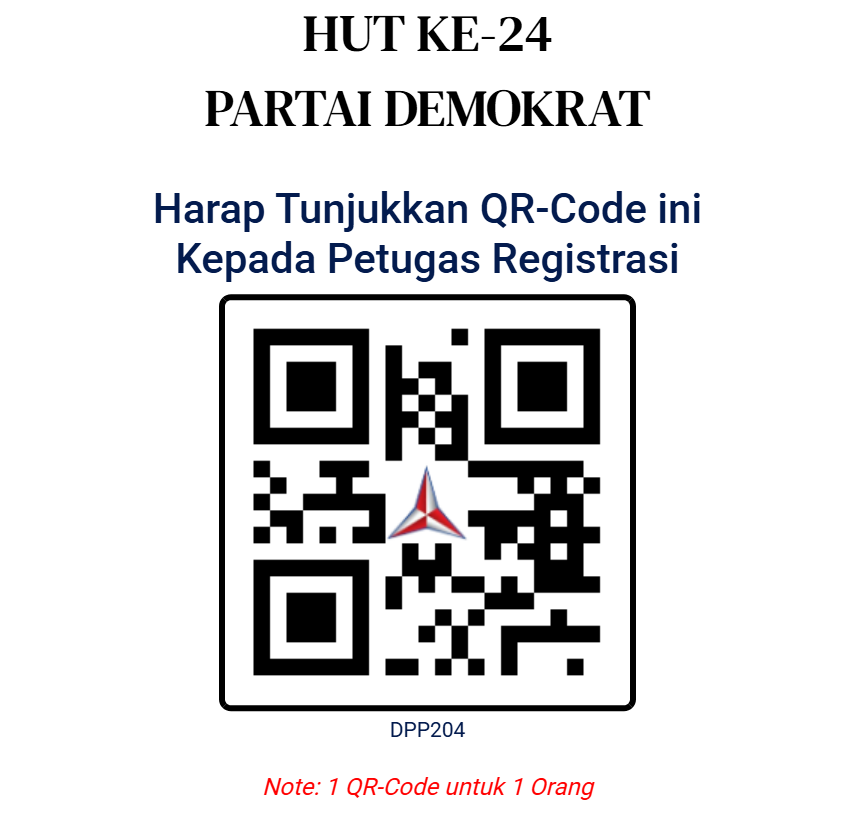 HUT KE-24
PARTAI DEMOKRAT
Harap Tunjukkan QR-Code ini
Kepada Petugas Registrasi
DPP204
Note: 1 QR-Code untuk 1 Orang